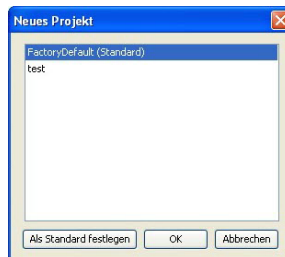 Neues Projekt
FactoryDefault (Standard)
test
Als Standard festlegen OK Abbrechen